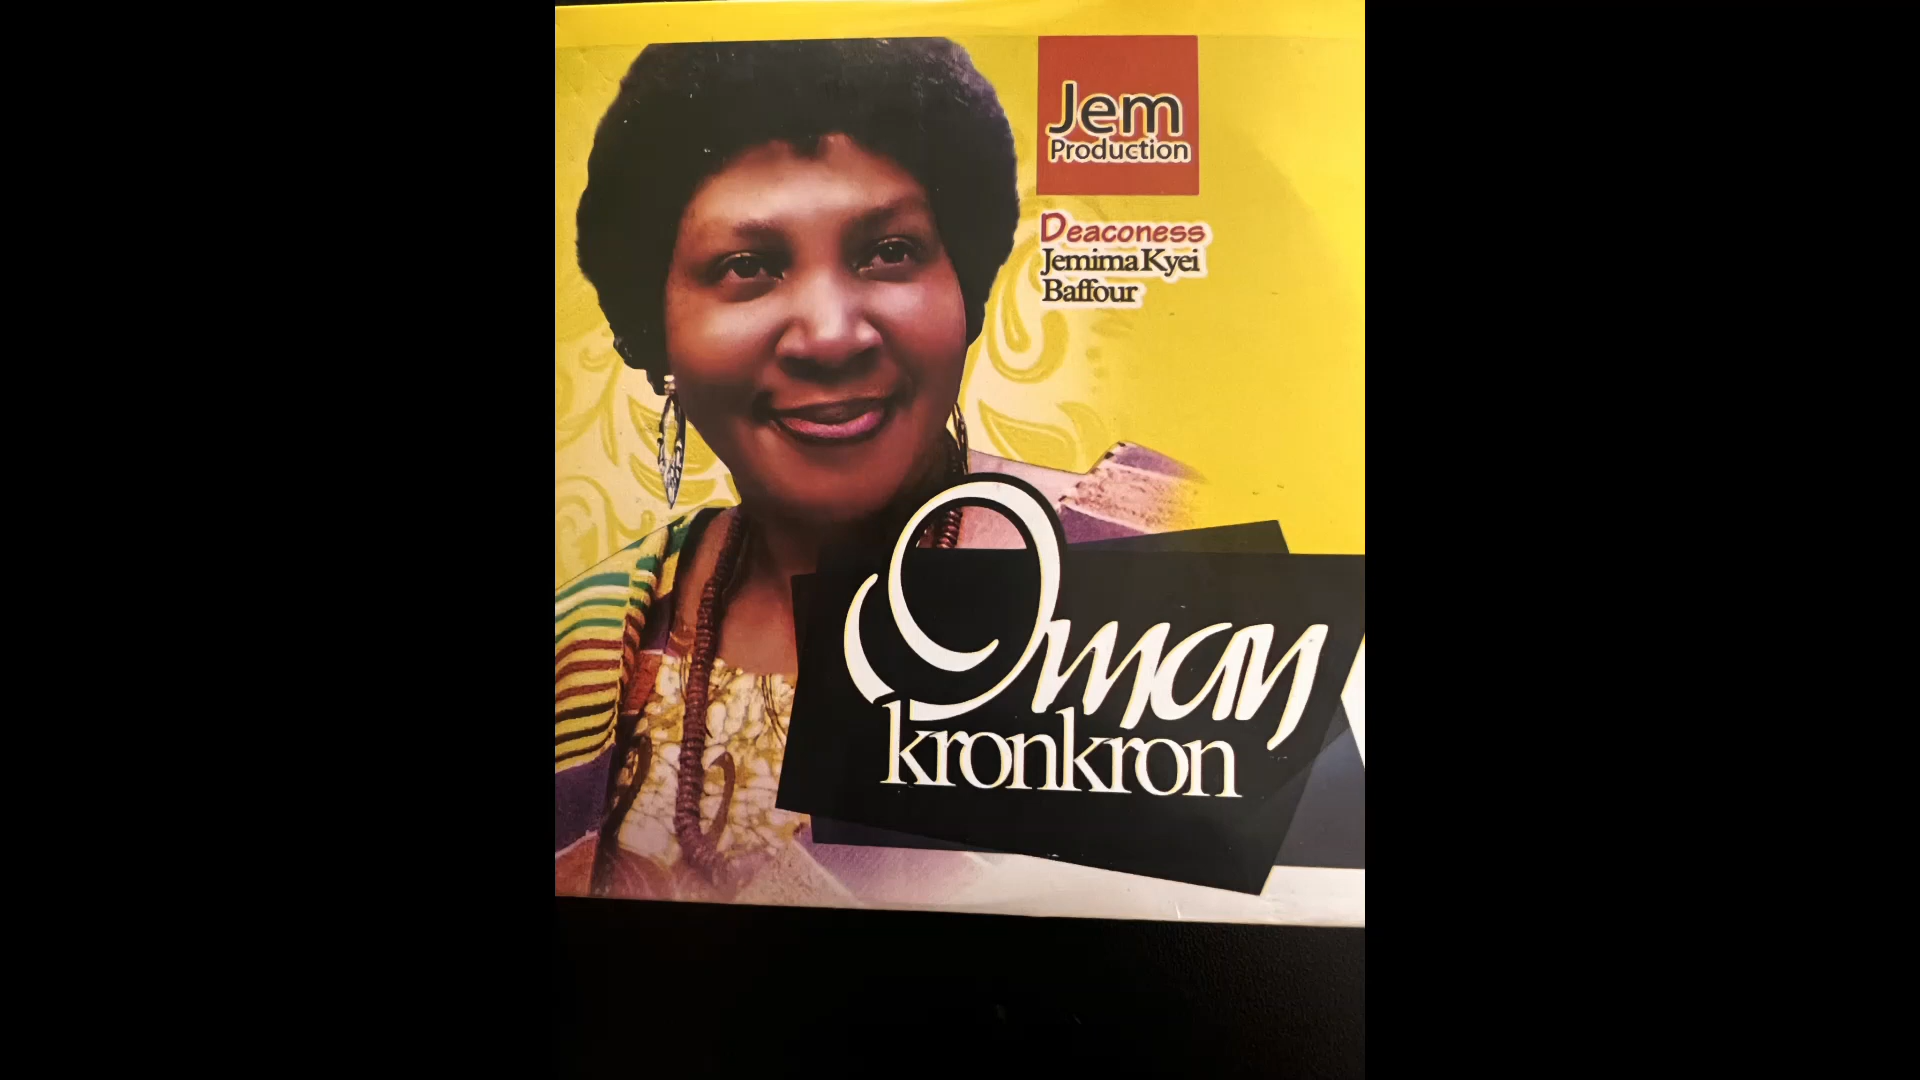 Jem
Production
Deaconess
Jemima Kyei
Baffour
Oman
kronkron